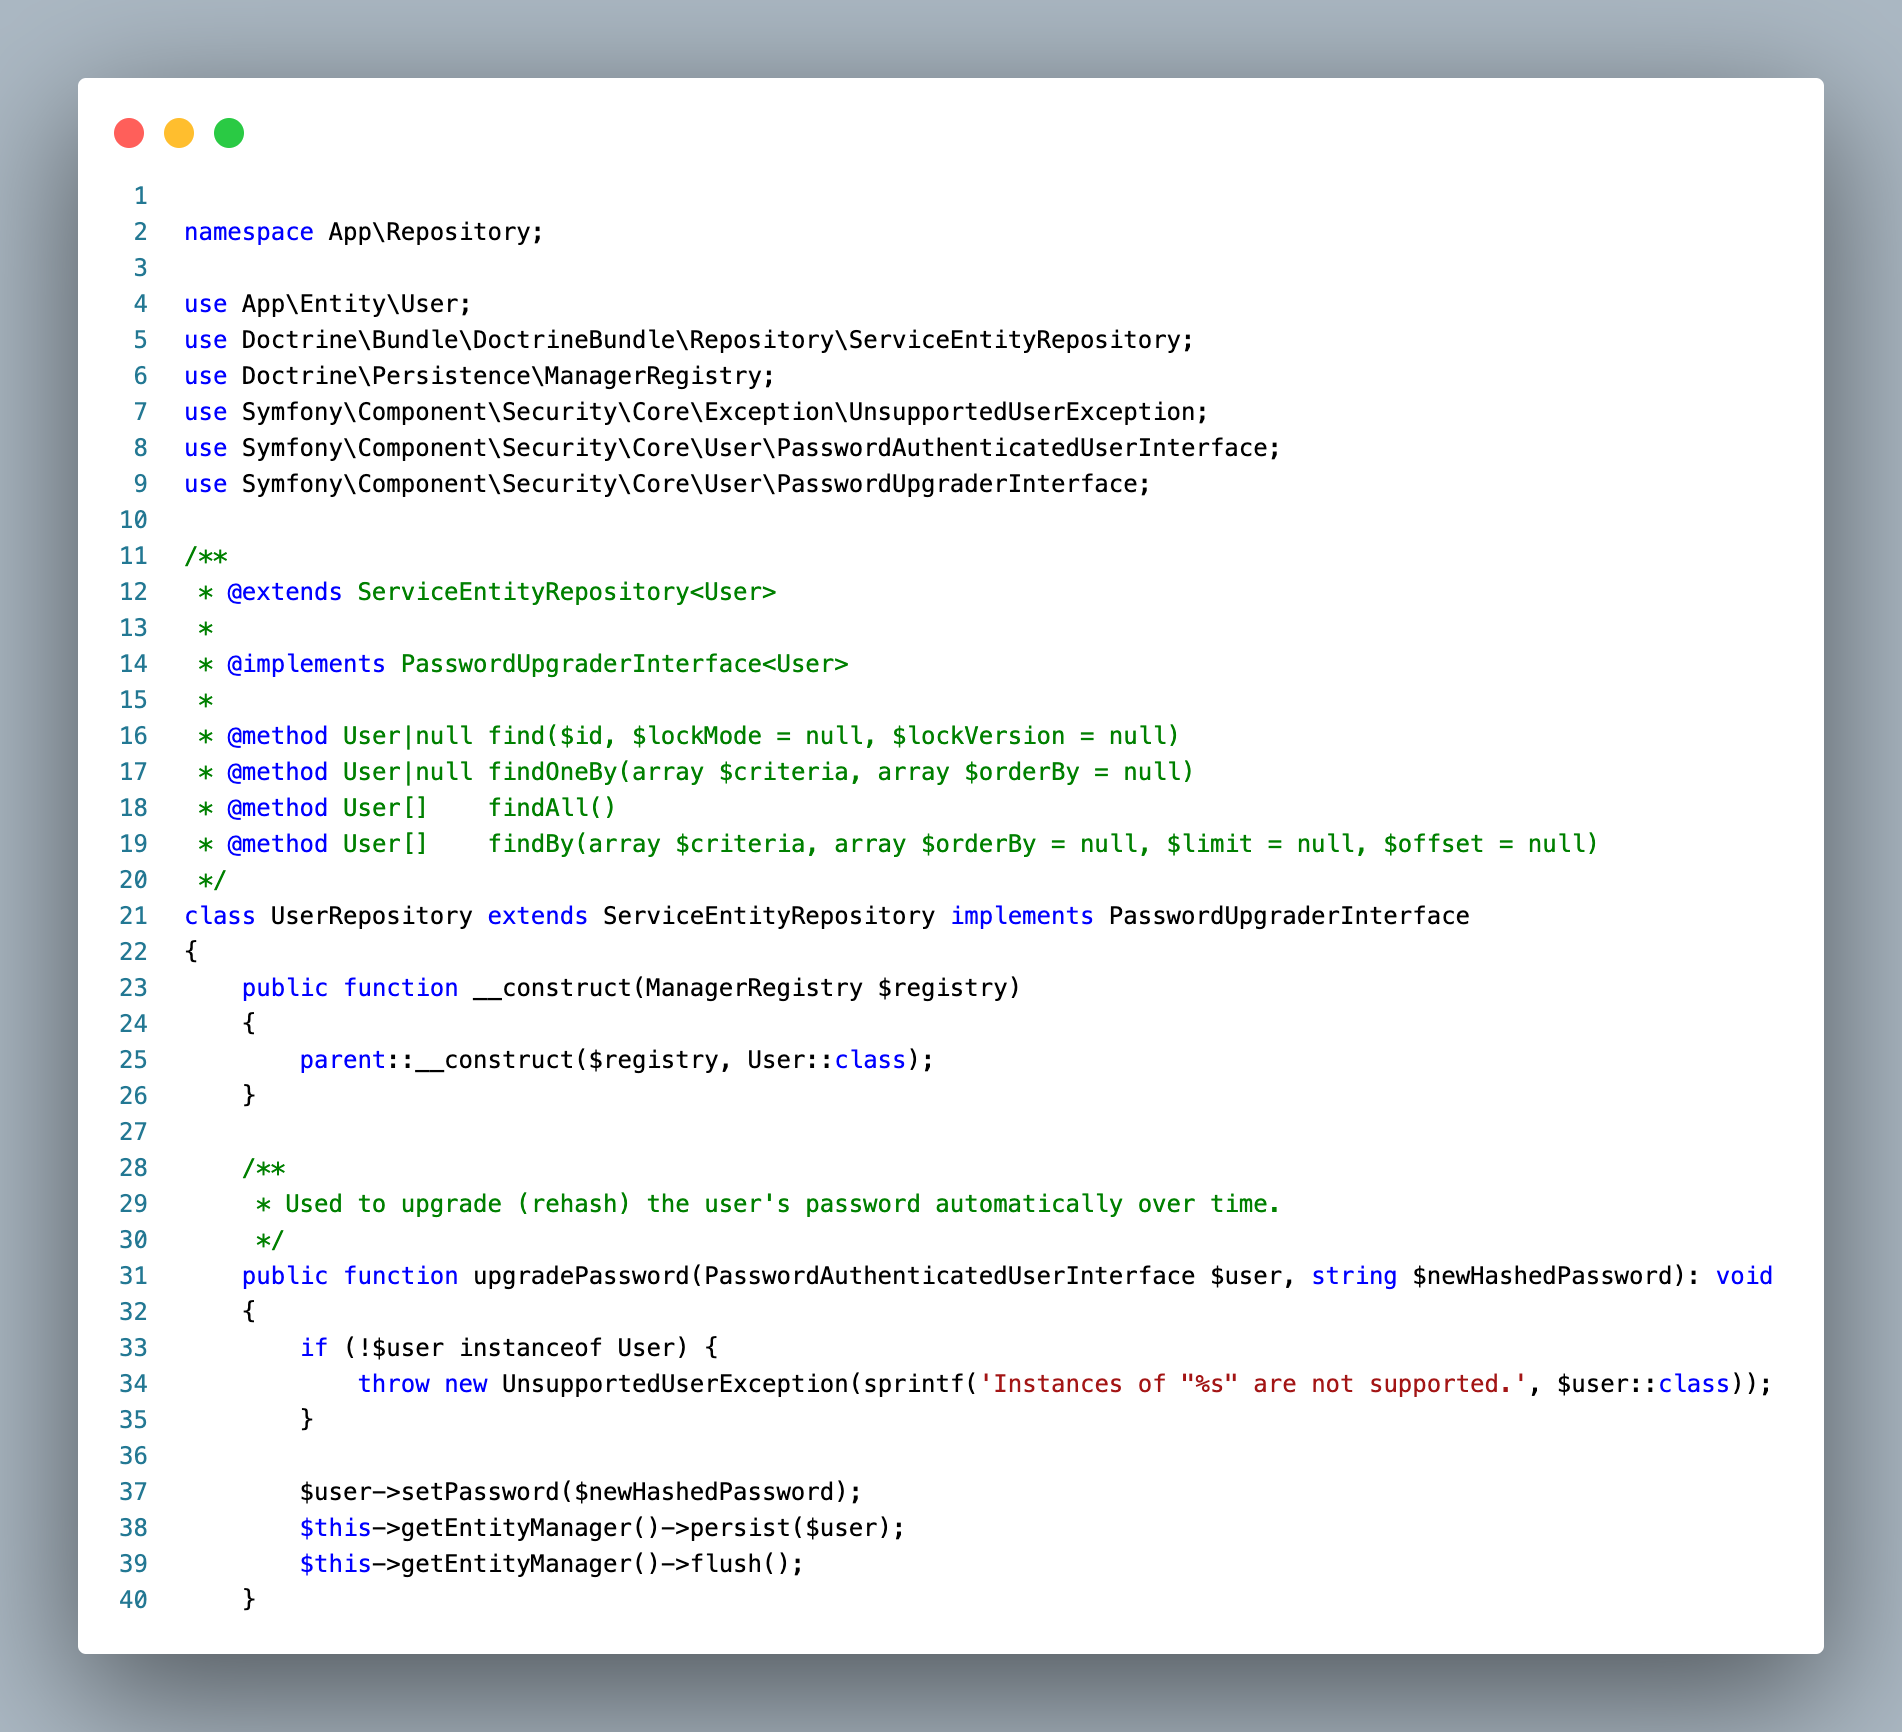 1
2 namespace App\Repository;
3
4 use App\Entity\User;
5 use Doctrine\Bundle\DoctrineBundle\Repository\ServiceEntityRepository;
6 use Doctrine\Persistence\ManagerRegistry;
7 use Symfony\Component\Security\Core\Exception\UnsupportedUserException;
8 use Symfony\Component\Security\Core\User\PasswordAuthenticatedUserInterface;
9 use Symfony\Component\Security\Core\User\PasswordUpgraderInterface;
10
11 /**
12  * @extends ServiceEntityRepository<User>
13  *
14  * @implements PasswordUpgraderInterface<User>
15  *
16  * @method User|null find($id, $lockMode = null, $lockVersion = null)
17  * @method User|null findOneBy(array $criteria, array $orderBy = null)
18  * @method User[]    findAll()
19  * @method User[]    findBy(array $criteria, array $orderBy = null, $limit = null, $offset = null)
20  */
21 class UserRepository extends ServiceEntityRepository implements PasswordUpgraderInterface
22 {
23     public function __construct(ManagerRegistry $registry)
24     {
25         parent::__construct($registry, User::class);
26     }
27
28     /**
29      * Used to upgrade (rehash) the user's password automatically over time.
30      */
31     public function upgradePassword(PasswordAuthenticatedUserInterface $user, string $newHashedPassword): void
32     {
33         if (!$user instanceof User) {
34             throw new UnsupportedUserException(sprintf('Instances of "%s" are not supported.', $user::class));
35         }
36
37         $user->setPassword($newHashedPassword);
38         $this->getEntityManager()->persist($user);
39         $this->getEntityManager()->flush();
40     }